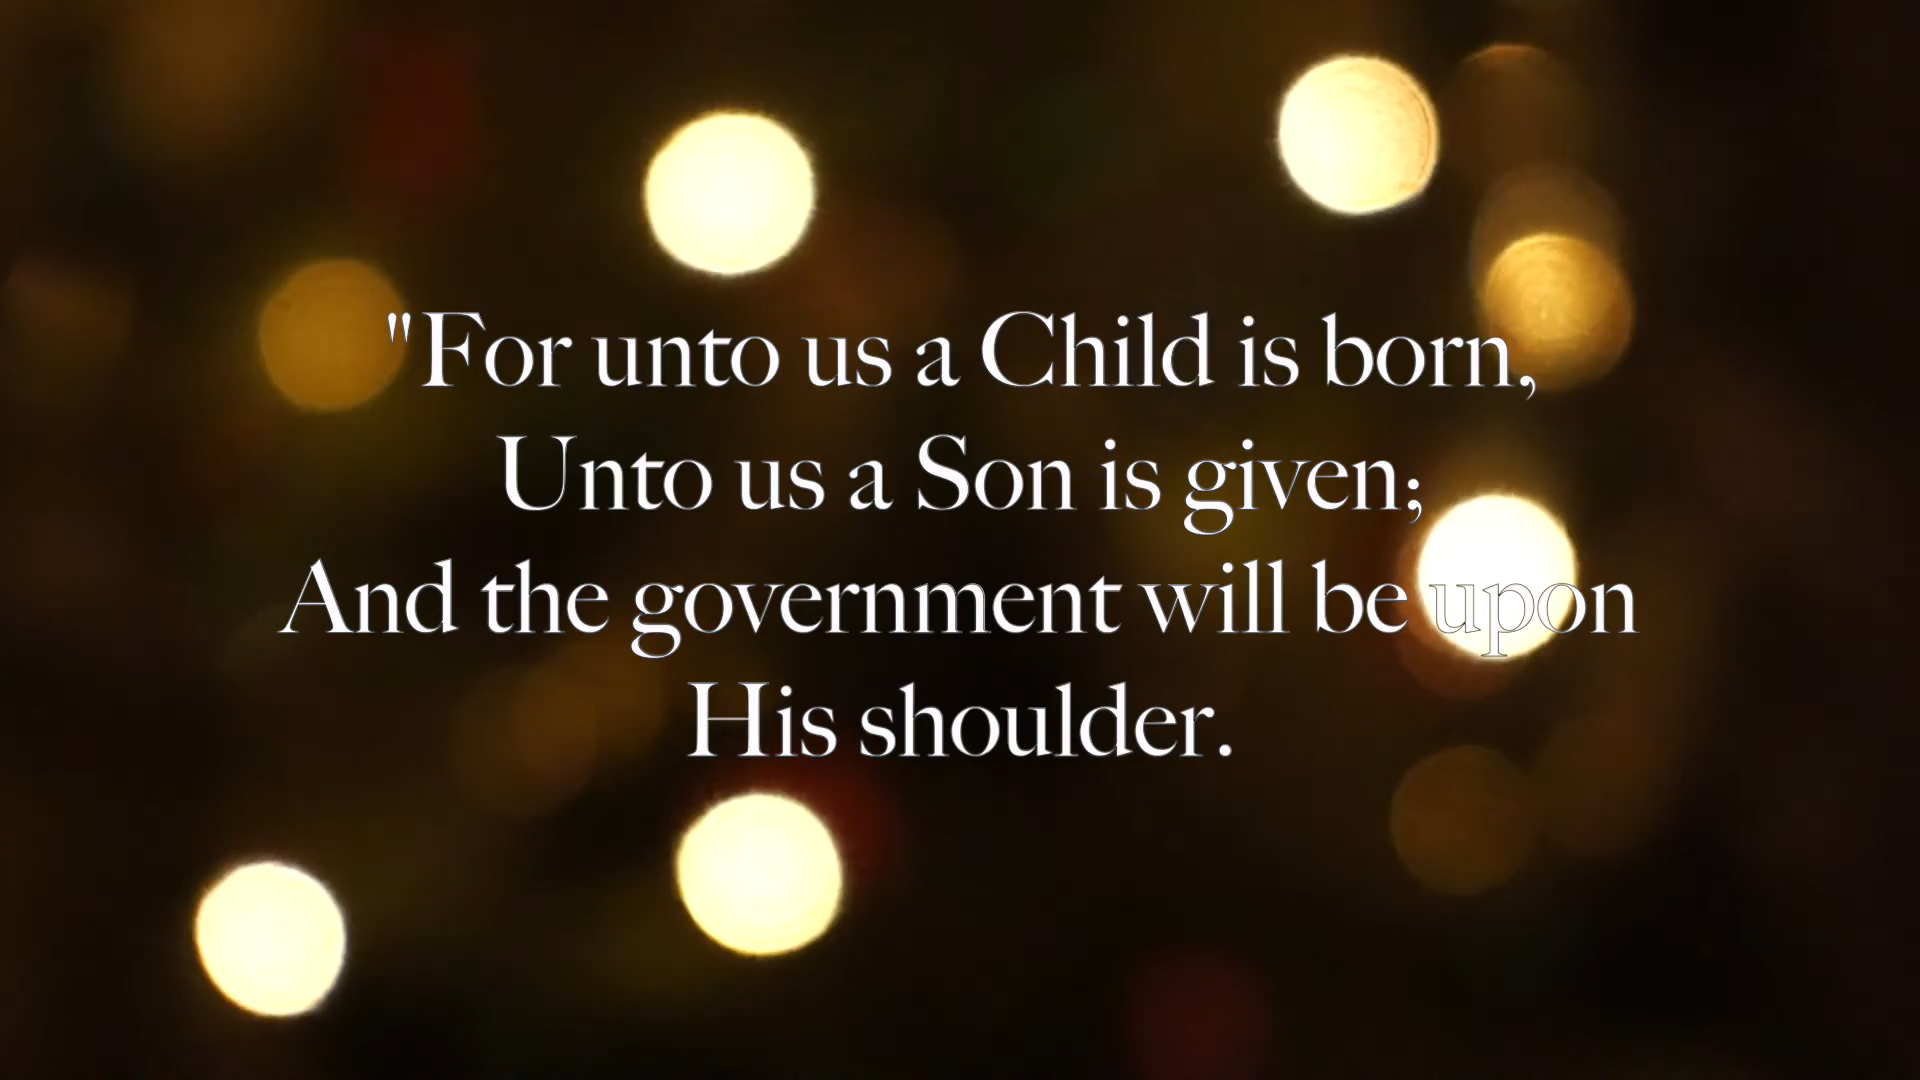 "For unto us a Child is born,
Unto us a Son is given;
And the government will be upon
His shoulder.